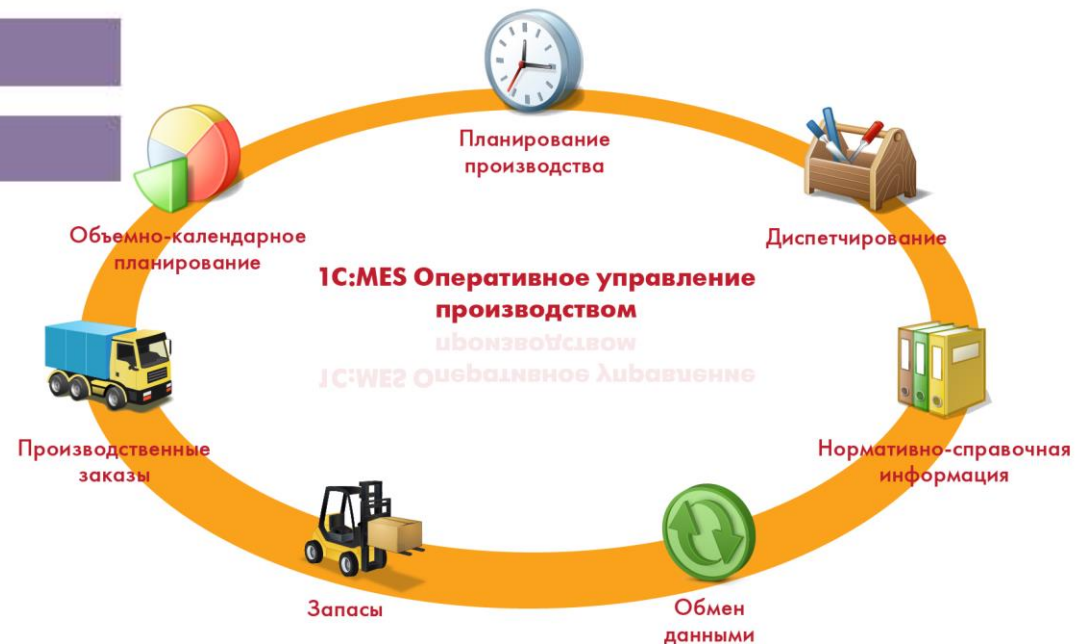 Планирование
производства
Диспетчирование
Объемно-календарное
планирование
1С:MES Оперативное управление
производством
Производственные
заказы
Нормативно-справочная
информация
Запасы
Обмен
данными